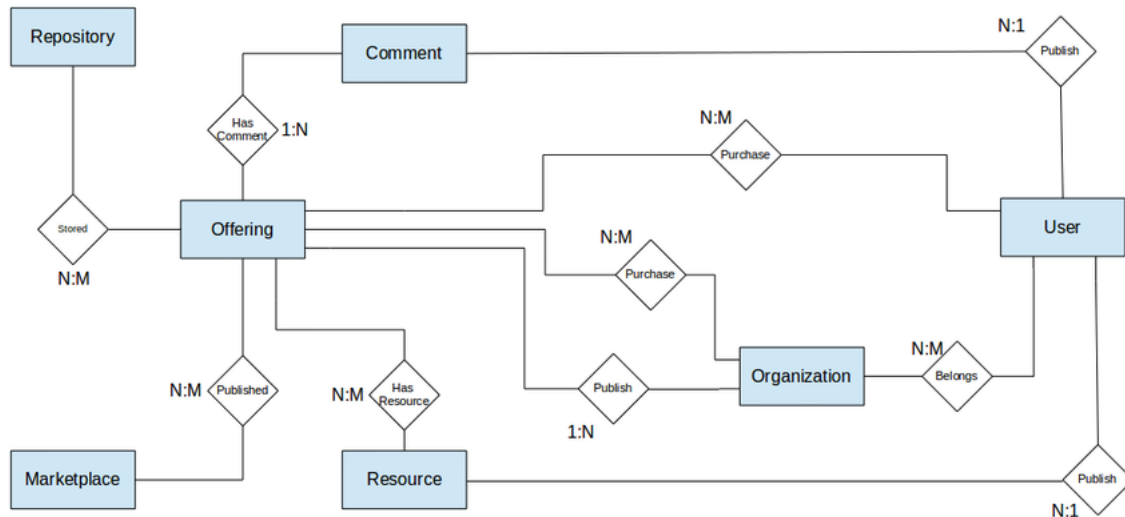 Repository
Comment
N:1
Publish
Has
Comment
1:N
N:M
Purchase
Stored
N:M
Offering
User
N:M
Purchase
N:M
Published
N:M
Has
Resource
Publish
1:N
Organization
N:M
Belongs
Marketplace
Resource
Publish
N:1